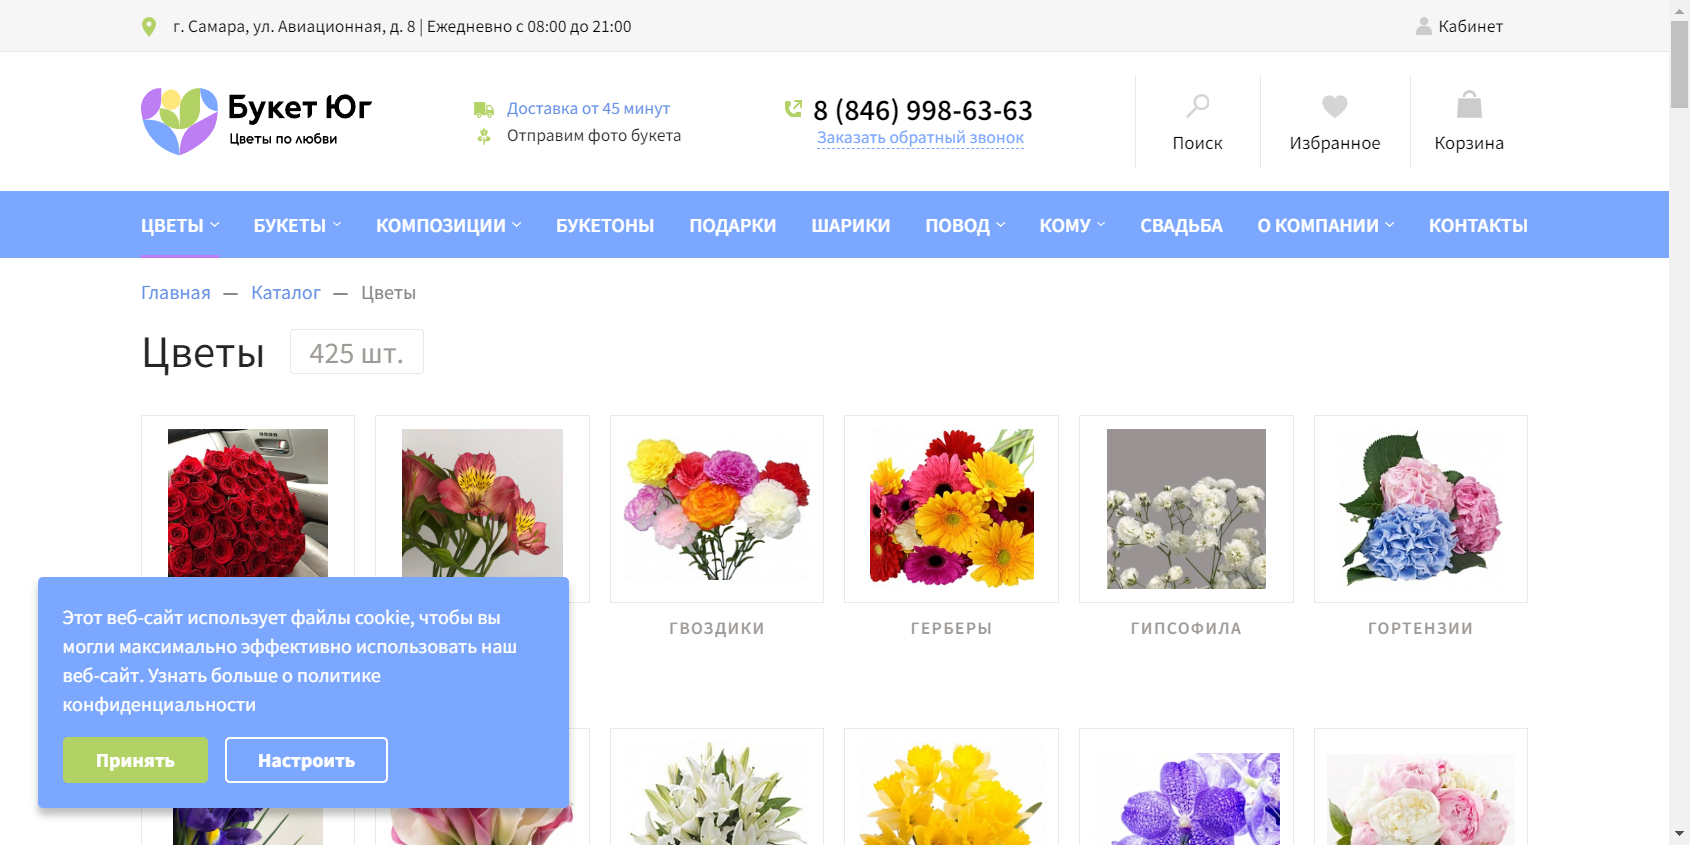 г. Самара, ул. Авиационная, д. 8 | Ежедневно с 08:00 до 21:00
Кабинет
Букет Юг
Цветы по любви
Доставка от 45 минут
Отправим фото букета
8 (846) 998-63-63
Заказать обратный звонок
Поиск
Избранное
Корзина
ЦВЕТЫ БУКЕТЫ КОМПОЗИЦИИ БУКЕТОНЫ ПОДАРКИ ШАРИКИ ПОВОД КОМУ СВАДЬБА О КОМПАНИИ КОНТАКТЫ
Главная — Каталог — Цветы
Цветы 425 шт.
ГВОЗДИКИ
ГЕРБЕРЫ
ГИПСОФИЛА
ГОРТЕНЗИИ
Этот веб-сайт использует файлы cookie, чтобы вы
могли максимально эффективно использовать наш
веб-сайт. Узнать больше о политике
конфиденциальности
Принять
Настроить